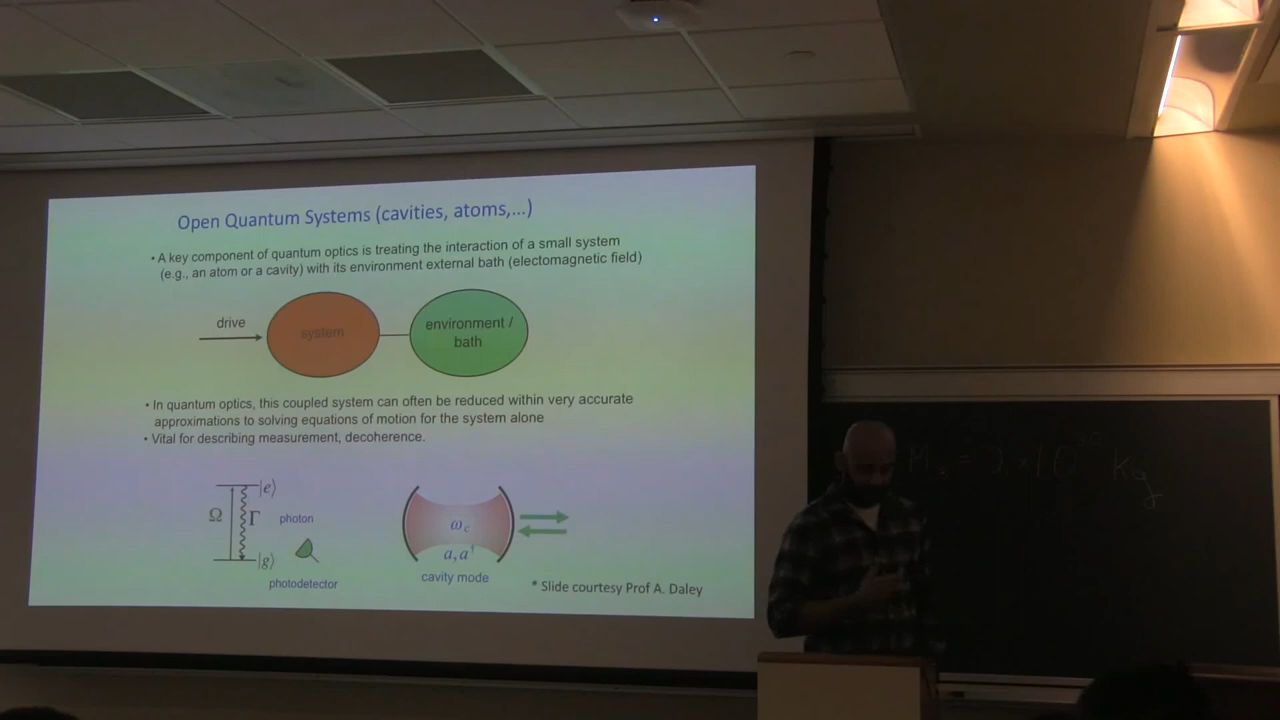 Open Quantum Systems (cavities, atoms,...)
• A key component of quantum optics is treating the interaction of a small system
(e.g., an atom or a cavity) with its environment external bath (electomagnetic field)
drive
system
environment /
bath
• In quantum optics, this coupled system can often be reduced within very accurate
approximations to solving equations of motion for the system alone
• Vital for describing measurement, decoherence.
|e⟩
Ω
Γ
photon
|g⟩
photodetector
ω_c
a, a†
cavity mode
* Slide courtesy Prof A. Daley
kg